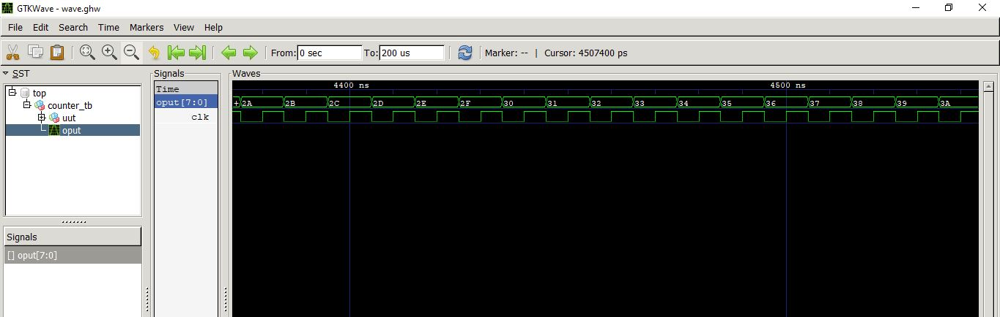 GTKWave - wave.ghw
File Edit Search Time Markers View Help
From: 0 sec To: 200 us Marker: -- | Cursor: 4507400 ps
SST
top
counter_tb
uut
oput
Signals
[] oput[7:0]
Signals
Time
oput[7:0]
clk
Waves
4400 ns 4500 ns
+ 2A 2B 2C 2D 2E 2F 30 31 32 33 34 35 36 37 38 39 3A